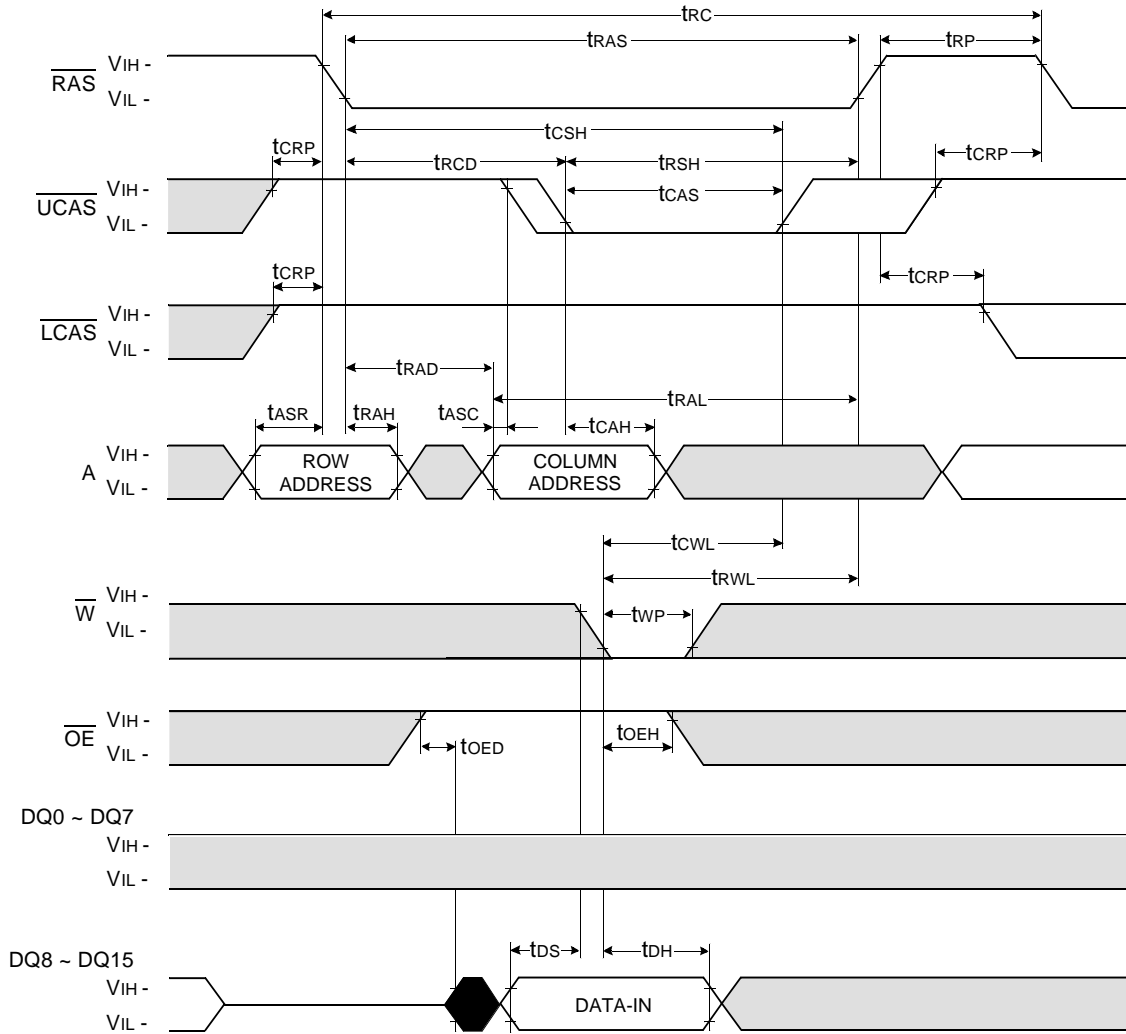 tRC
tRAS
tRP
RAS
VIH -
VIL -
tCSH
tCRP
tRCD
tRSH
tCRP
UCAS
VIH -
VIL -
tCAS
tCRP
tCRP
LCAS
VIH -
VIL -
tRAD
tRAL
tASR
tRAH
tASC
tCAH
A
VIH -
VIL -
ROW
ADDRESS
COLUMN
ADDRESS
tCWL
tRWL
W
VIH -
VIL -
tWP
OE
VIH -
VIL -
tOED
tOEH
DQ0 ~ DQ7
VIH -
VIL -
DQ8 ~ DQ15
VIH -
VIL -
tDS
tDH
DATA-IN